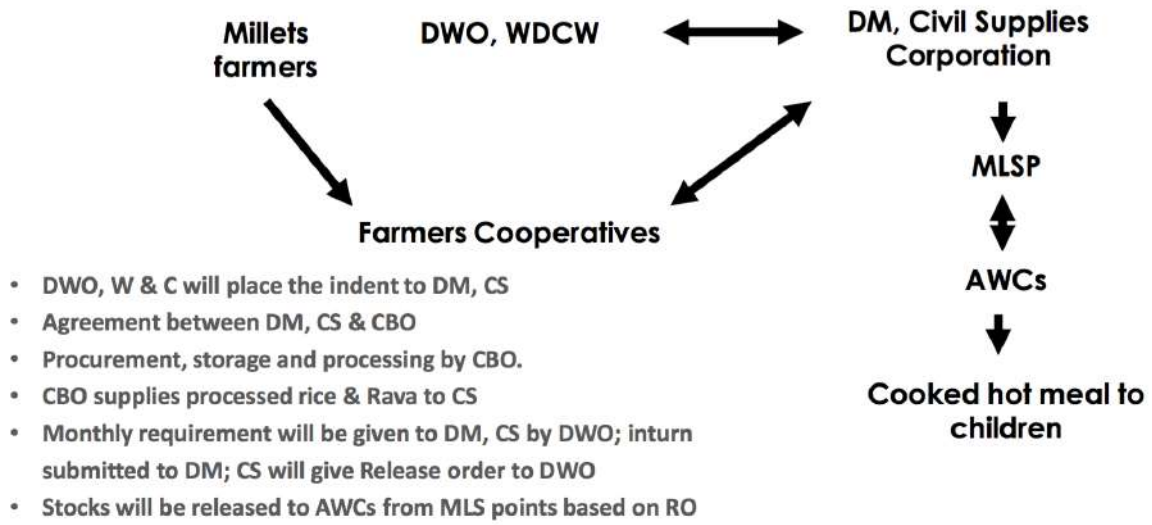 Millets
farmers
DWO, WDCW
DM, Civil Supplies
Corporation
MLSP
Farmers Cooperatives
AWCs
Cooked hot meal to
children
• DWO, W & C will place the indent to DM, CS
• Agreement between DM, CS & CBO
• Procurement, storage and processing by CBO.
• CBO supplies processed rice & Rava to CS
• Monthly requirement will be given to DM, CS by DWO; inturn
submitted to DM; CS will give Release order to DWO
• Stocks will be released to AWCs from MLS points based on RO